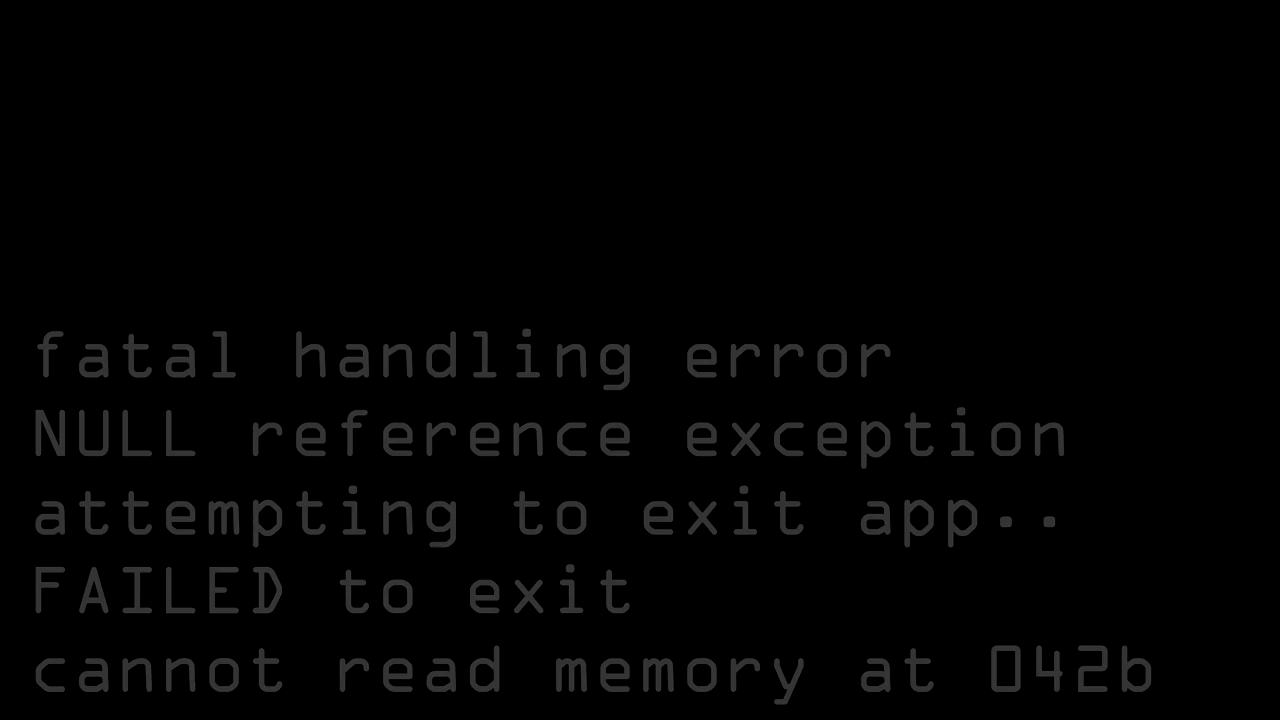 fatal handling error
NULL reference exception
attempting to exit app..
FAILED to exit
cannot read memory at 042b